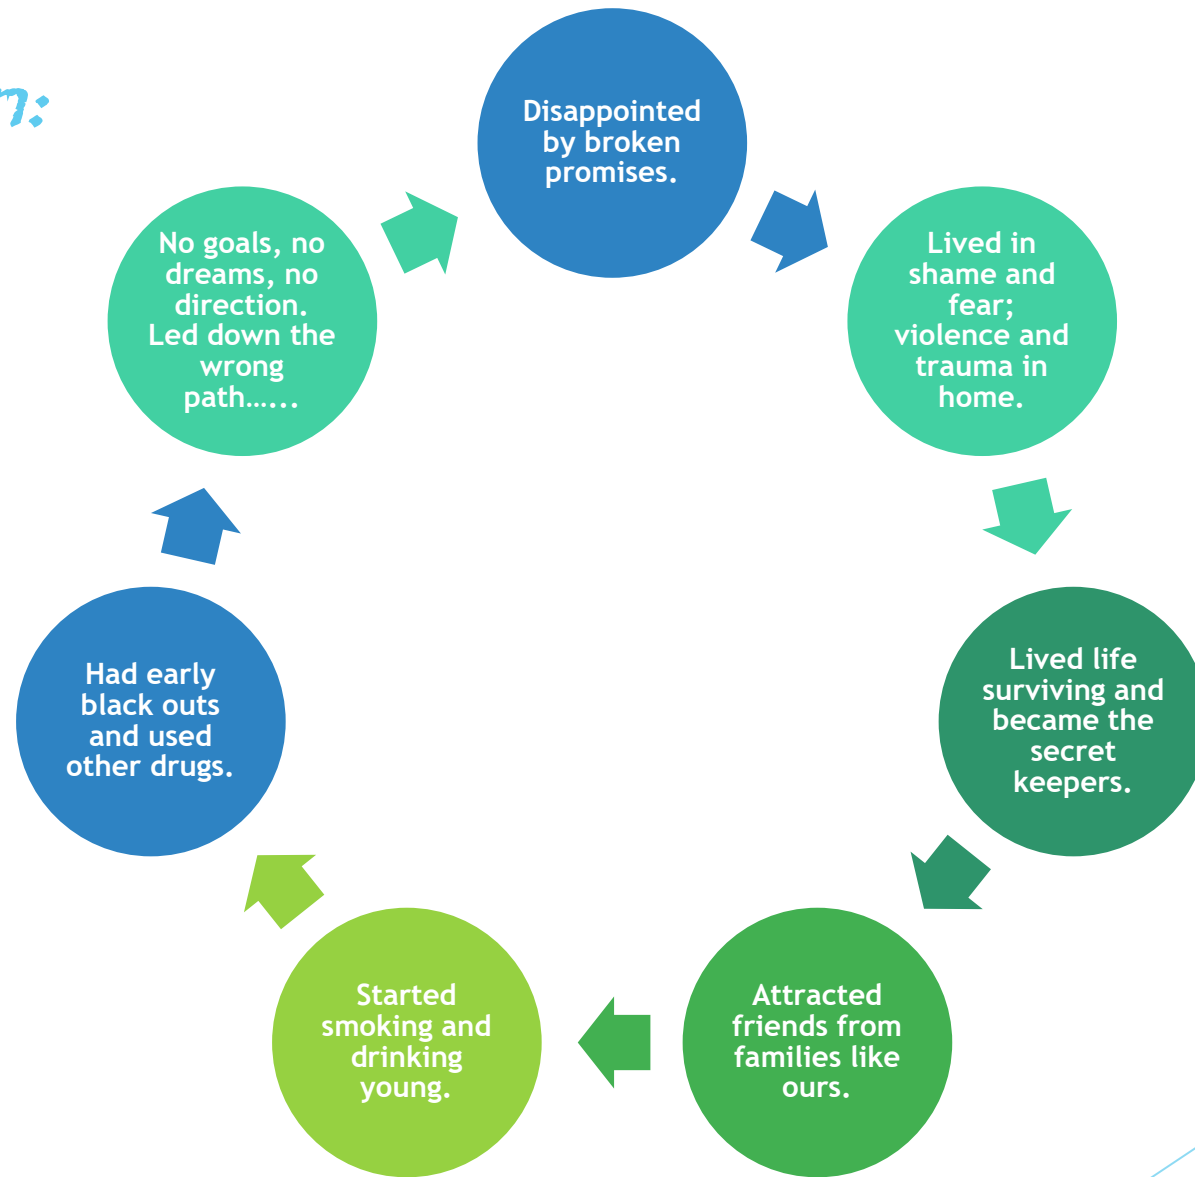 Disappointed
by broken
promises.
Lived in
shame and
fear;
violence and
trauma in
home.
Lived life
surviving and
became the
secret
keepers.
Attracted
friends from
families like
ours.
Started
smoking and
drinking
young.
Had early
black outs
and used
other drugs.
No goals, no
dreams, no
direction.
Led down the
wrong
path…...